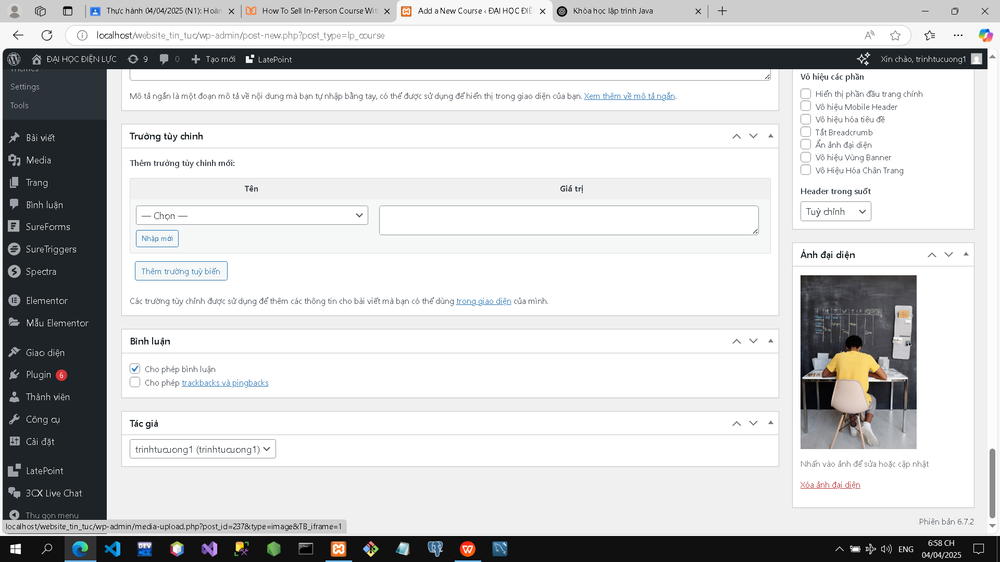 Thực hành 04/04/2025 (N1): Hoàn
How To Sell In-Person Course Wit
Add a New Course ‹ ĐẠI HỌC ĐIỆ
Khóa học lập trình Java
localhost/website_tin_tuc/wp-admin/post-new.php?post_type=lp_course
ĐẠI HỌC ĐIỆN LỰC
9
0
Tạo mới
LatePoint
Xin chào, trinhtucuong1
Themes
Settings
Tools
Bài viết
Media
Trang
Bình luận
SureForms
SureTriggers
Spectra
Elementor
Mẫu Elementor
Giao diện
Plugin 6
Thành viên
Công cụ
Cài đặt
LatePoint
3CX Live Chat
Thu gọn menu
Mô tả ngắn là một đoạn mô tả về nội dung mà bạn tự nhập bằng tay, có thể được sử dụng để hiển thị trong giao diện của bạn. Xem thêm về mô tả ngắn.
Trường tùy chỉnh
Thêm trường tùy chỉnh mới:
Tên
Giá trị
— Chọn —
Nhập mới
Thêm trường tuỳ biến
Các trường tùy chỉnh được sử dụng để thêm các thông tin cho bài viết mà bạn có thể dùng trong giao diện của mình.
Bình luận
Cho phép bình luận
Cho phép trackbacks và pingbacks
Tác giả
trinhtucuong1 (trinhtucuong1)
Vô hiệu các phần
Hiển thị phần đầu trang chính
Vô hiệu Mobile Header
Vô hiệu hóa tiêu đề
Tắt Breadcrumb
Ẩn ảnh đại diện
Vô hiệu Vùng Banner
Vô Hiệu Hóa Chân Trang
Header trong suốt
Tuỳ chỉnh
Ảnh đại diện
M T W T F
Nhấn vào ảnh để sửa hoặc cập nhật
Xóa ảnh đại diện
Phiên bản 6.7.2
localhost/website_tin_tuc/wp-admin/media-upload.php?post_id=237&type=image&TB_iframe=1
DEV
ENG
6:58 CH
04/04/2025